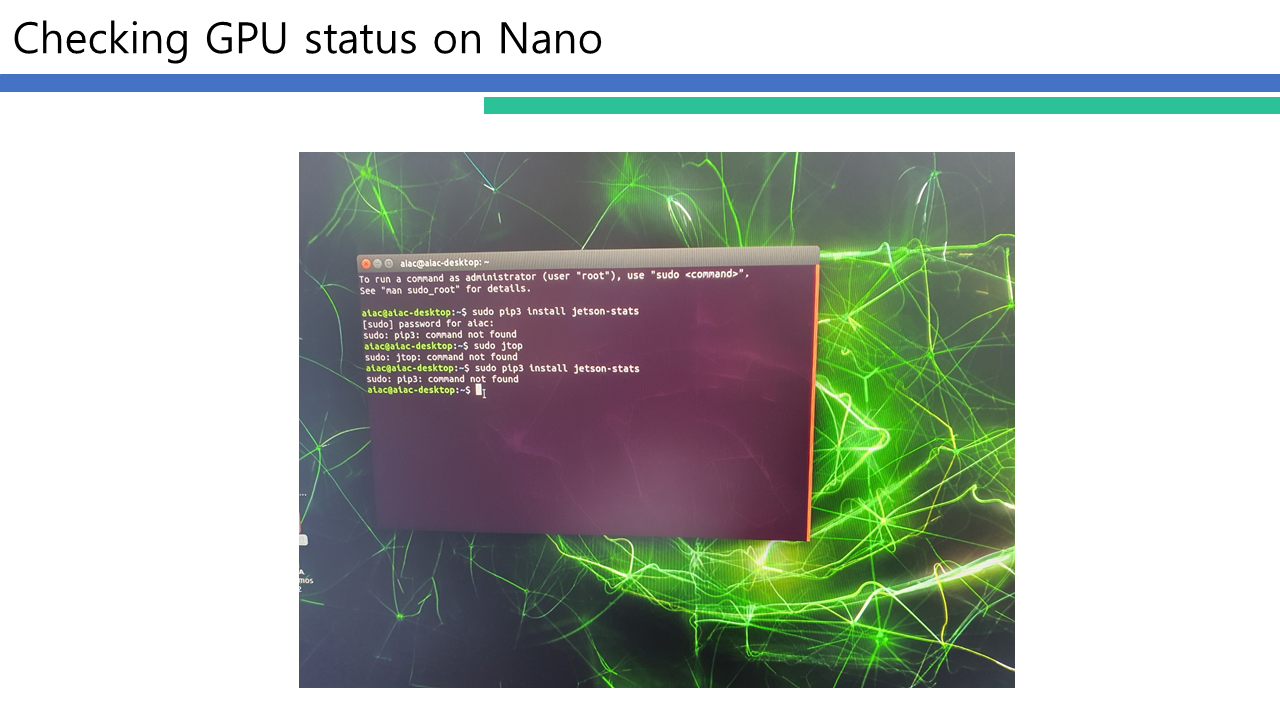 Checking GPU status on Nano
aiac@aiac-desktop: ~
To run a command as administrator (user "root"), use "sudo <command>".
See "man sudo_root" for details.
aiac@aiac-desktop:~$ sudo pip3 install jetson-stats
[sudo] password for aiac:
sudo: pip3: command not found
aiac@aiac-desktop:~$ sudo jtop
sudo: jtop: command not found
aiac@aiac-desktop:~$ sudo pip3 install jetson-stats
sudo: pip3: command not found
aiac@aiac-desktop:~$